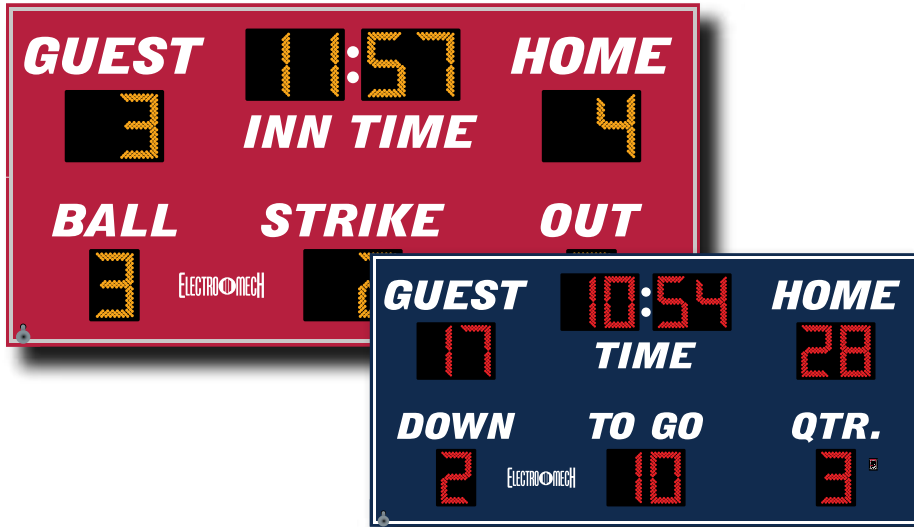 GUEST 11:57 HOME
3 INN TIME 4
BALL STRIKE OUT
3 ELECTRO MECH
GUEST 10:54 HOME
17 TIME 28
DOWN TO GO QTR.
2 ELECTRO MECH 10 3